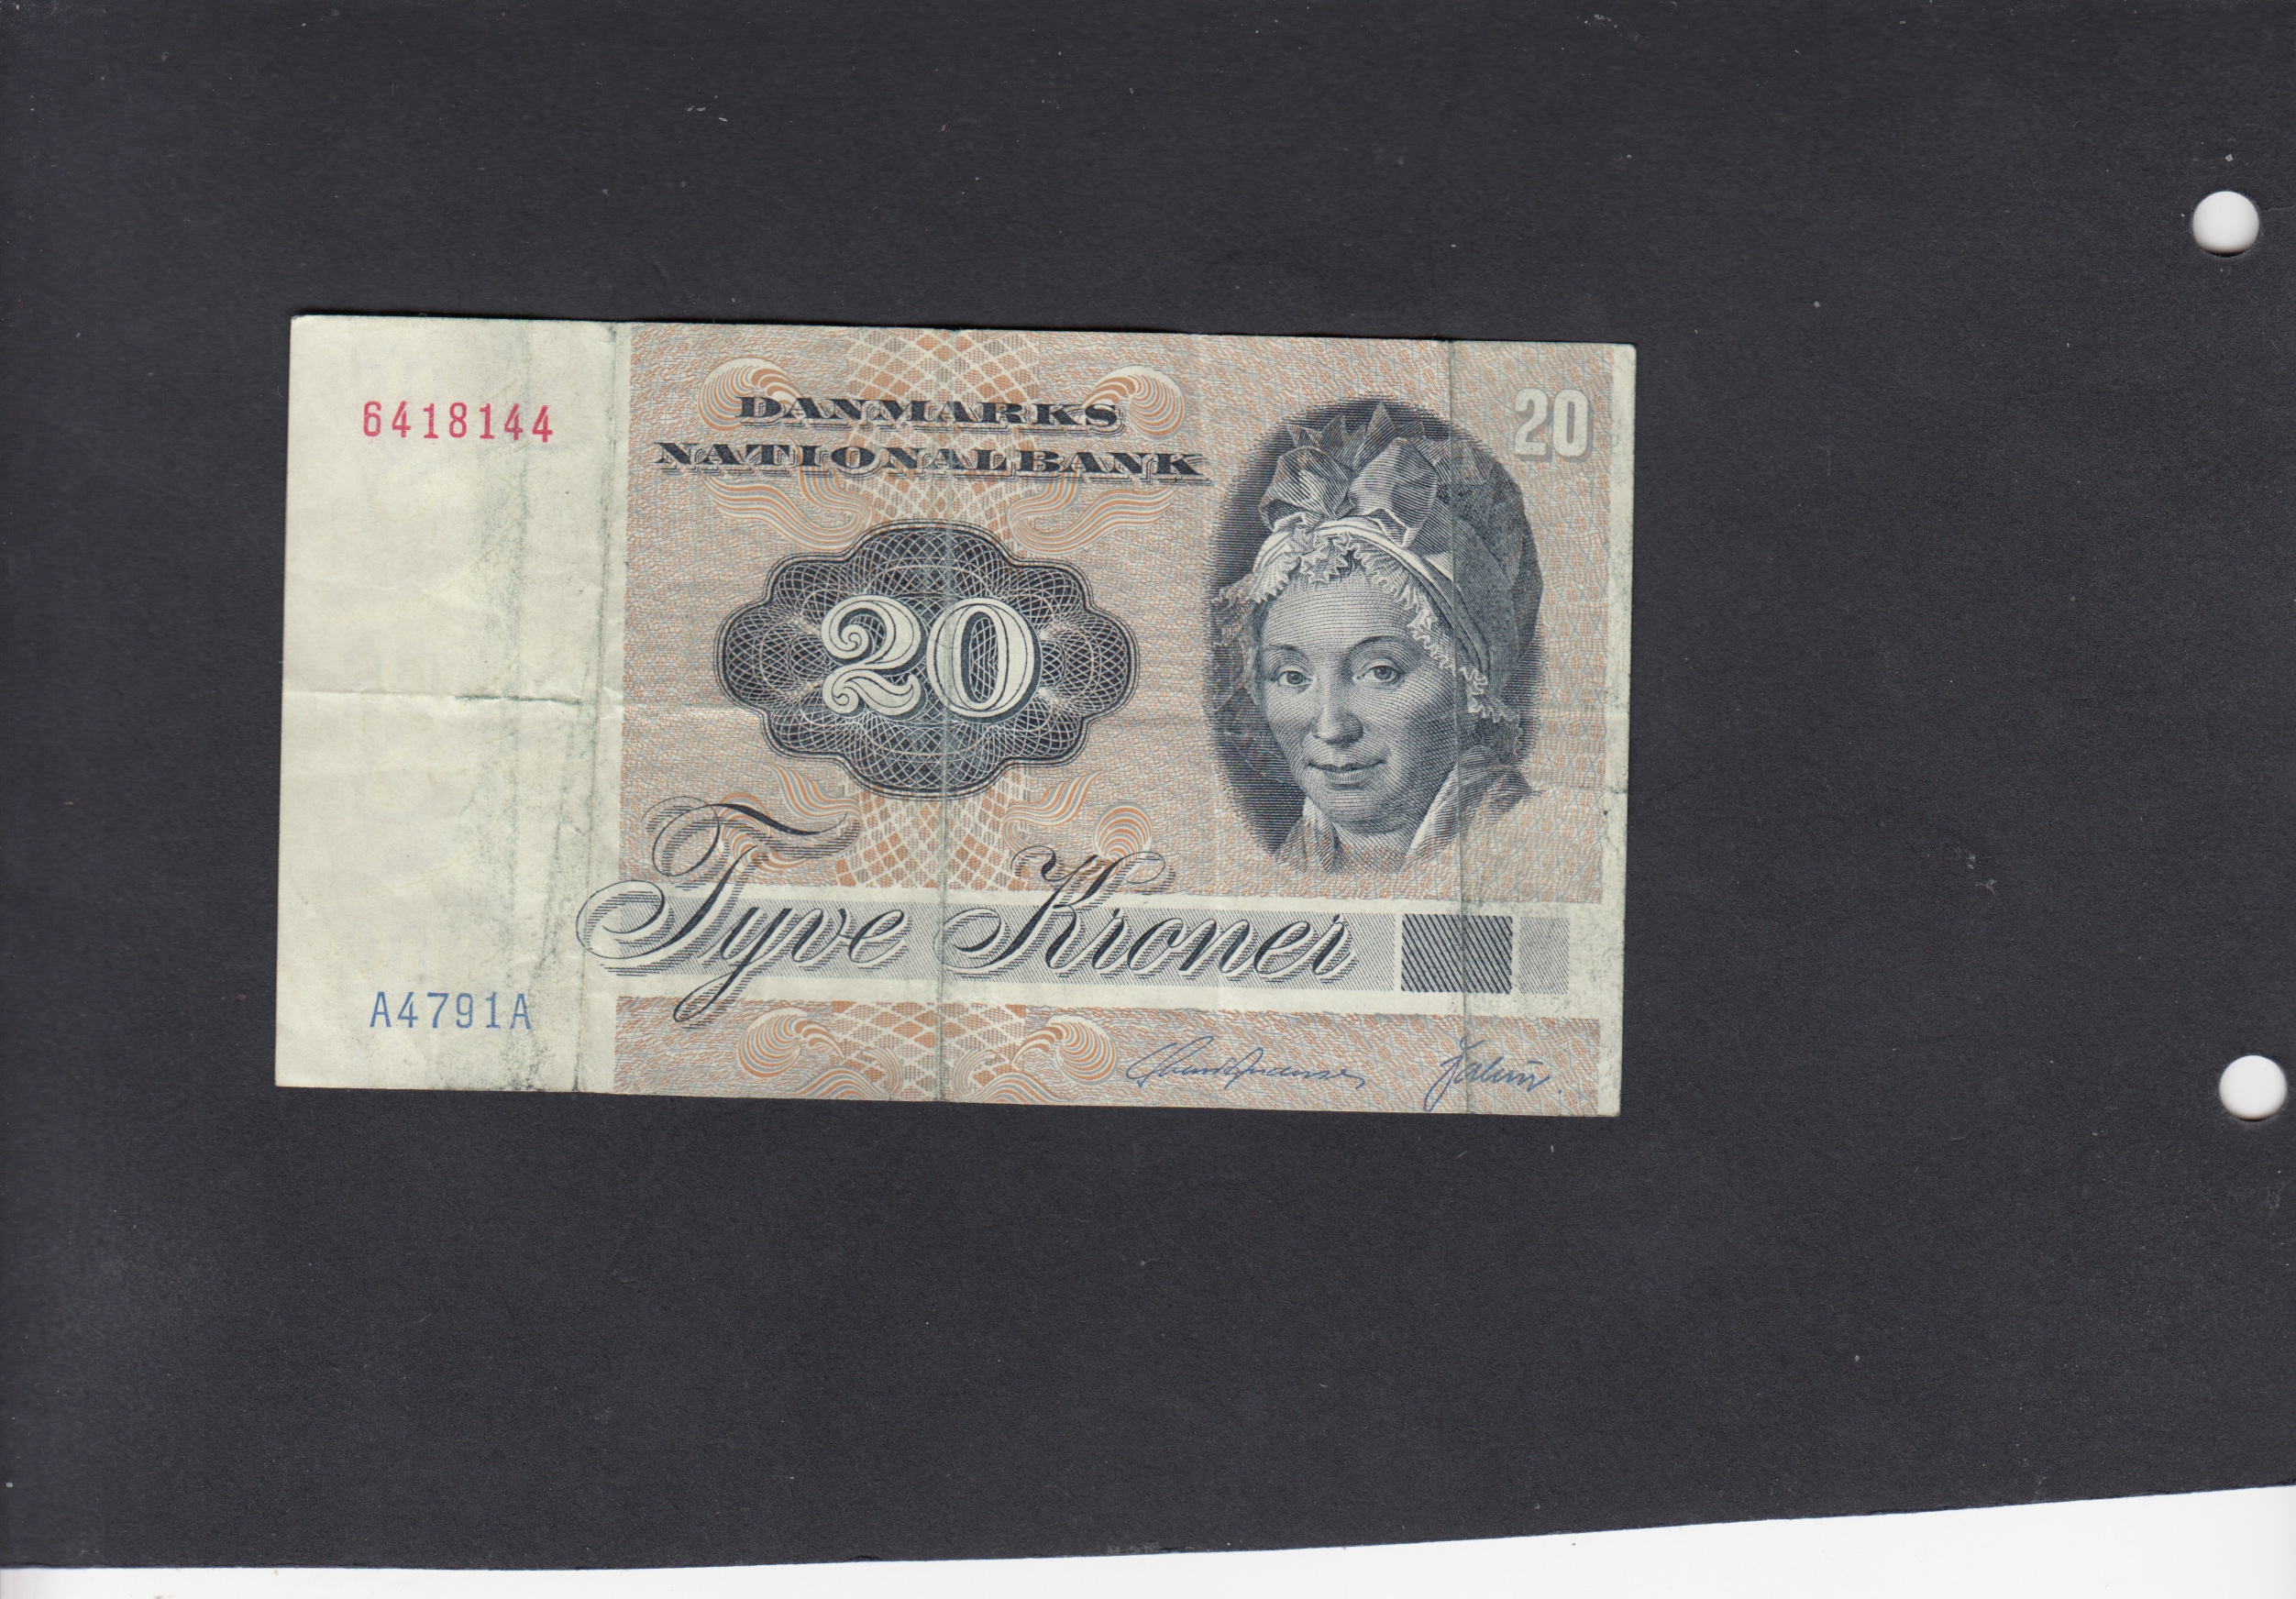 6418144
DANMARKS
NATIONALBANK
20
20
Tyve Kroner
A4791A